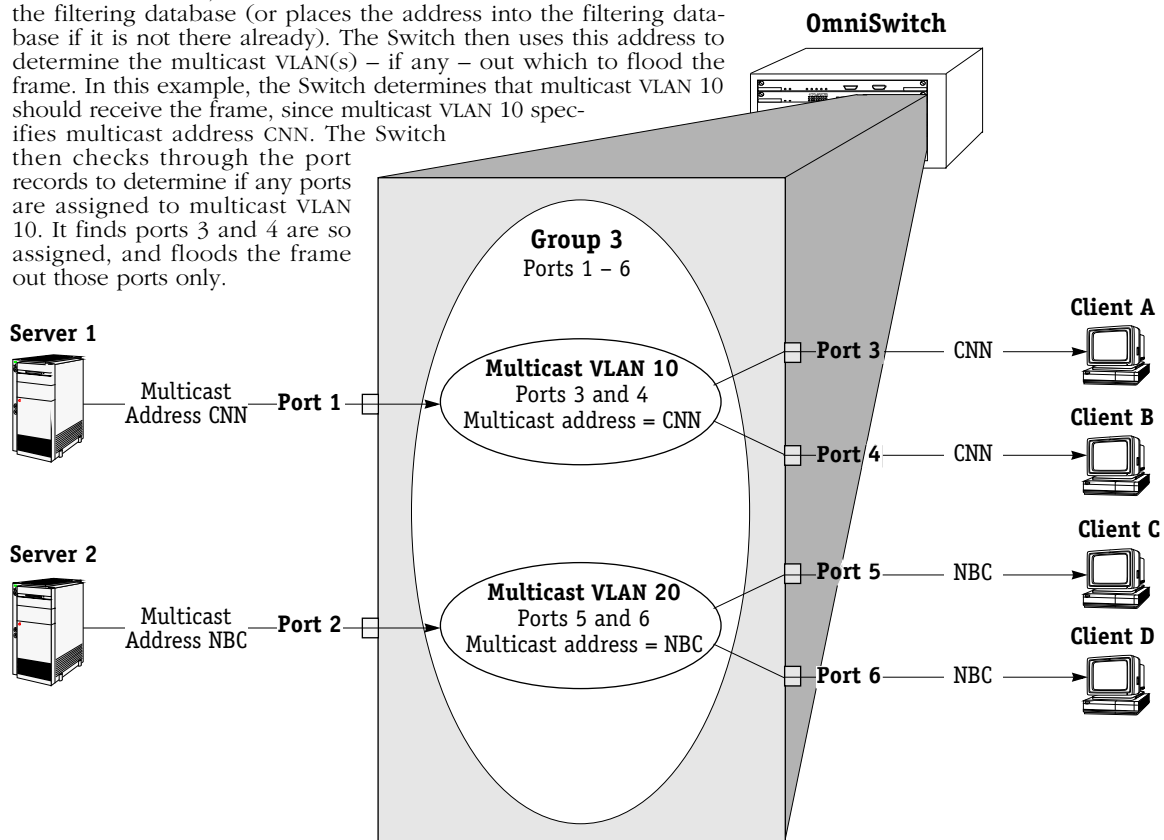 the filtering database (or places the address into the filtering data-
base if it is not there already). The Switch then uses this address to
determine the multicast VLAN(s) – if any – out which to flood the
frame. In this example, the Switch determines that multicast VLAN 10
should receive the frame, since multicast VLAN 10 spec-
ifies multicast address CNN. The Switch
then checks through the port
records to determine if any ports
are assigned to multicast VLAN
10. It finds ports 3 and 4 are so
assigned, and floods the frame
out those ports only.
OmniSwitch
Group 3
Ports 1 – 6
Server 1
Multicast
Address CNN
Port 1
Multicast VLAN 10
Ports 3 and 4
Multicast address = CNN
Port 3
CNN
Client A
Port 4
CNN
Client B
Server 2
Multicast
Address NBC
Port 2
Multicast VLAN 20
Ports 5 and 6
Multicast address = NBC
Port 5
NBC
Client C
Port 6
NBC
Client D